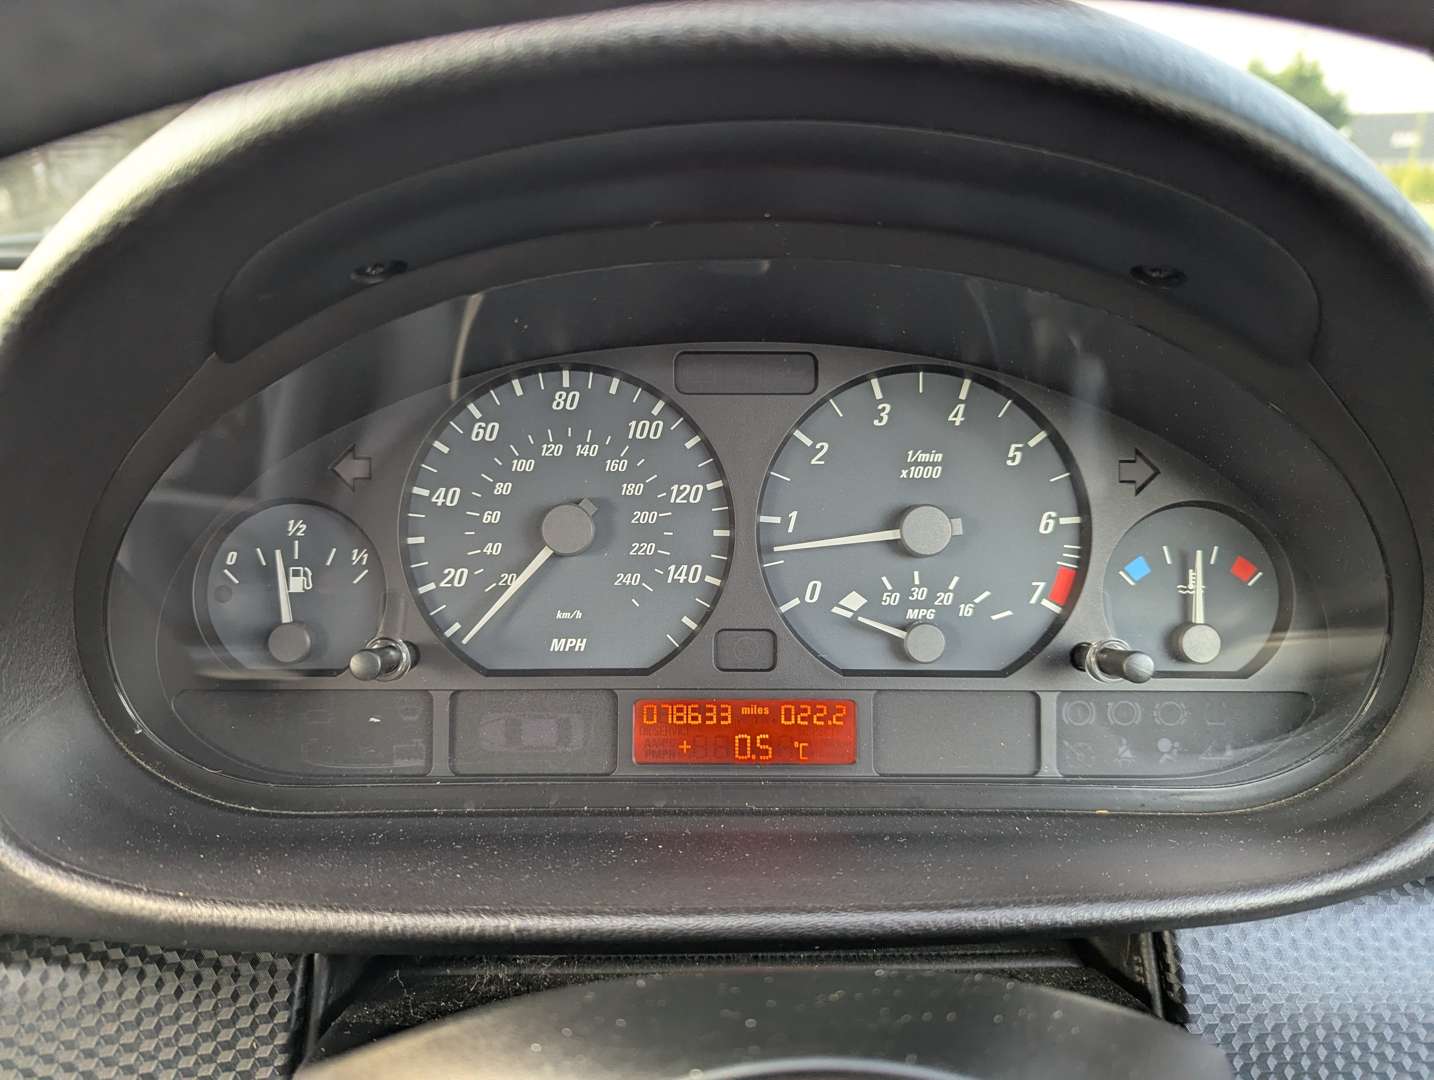 0 1/2 1/1
20 40 60 80 100 120 140
20 40 60 80 100 120 140 160 180 200 220 240
km/h
MPH
0 1 2 3 4 5 6 7
1/min
x1000
50 30 20 16
MPG
078633 miles 022.2
+ 0.5 °C